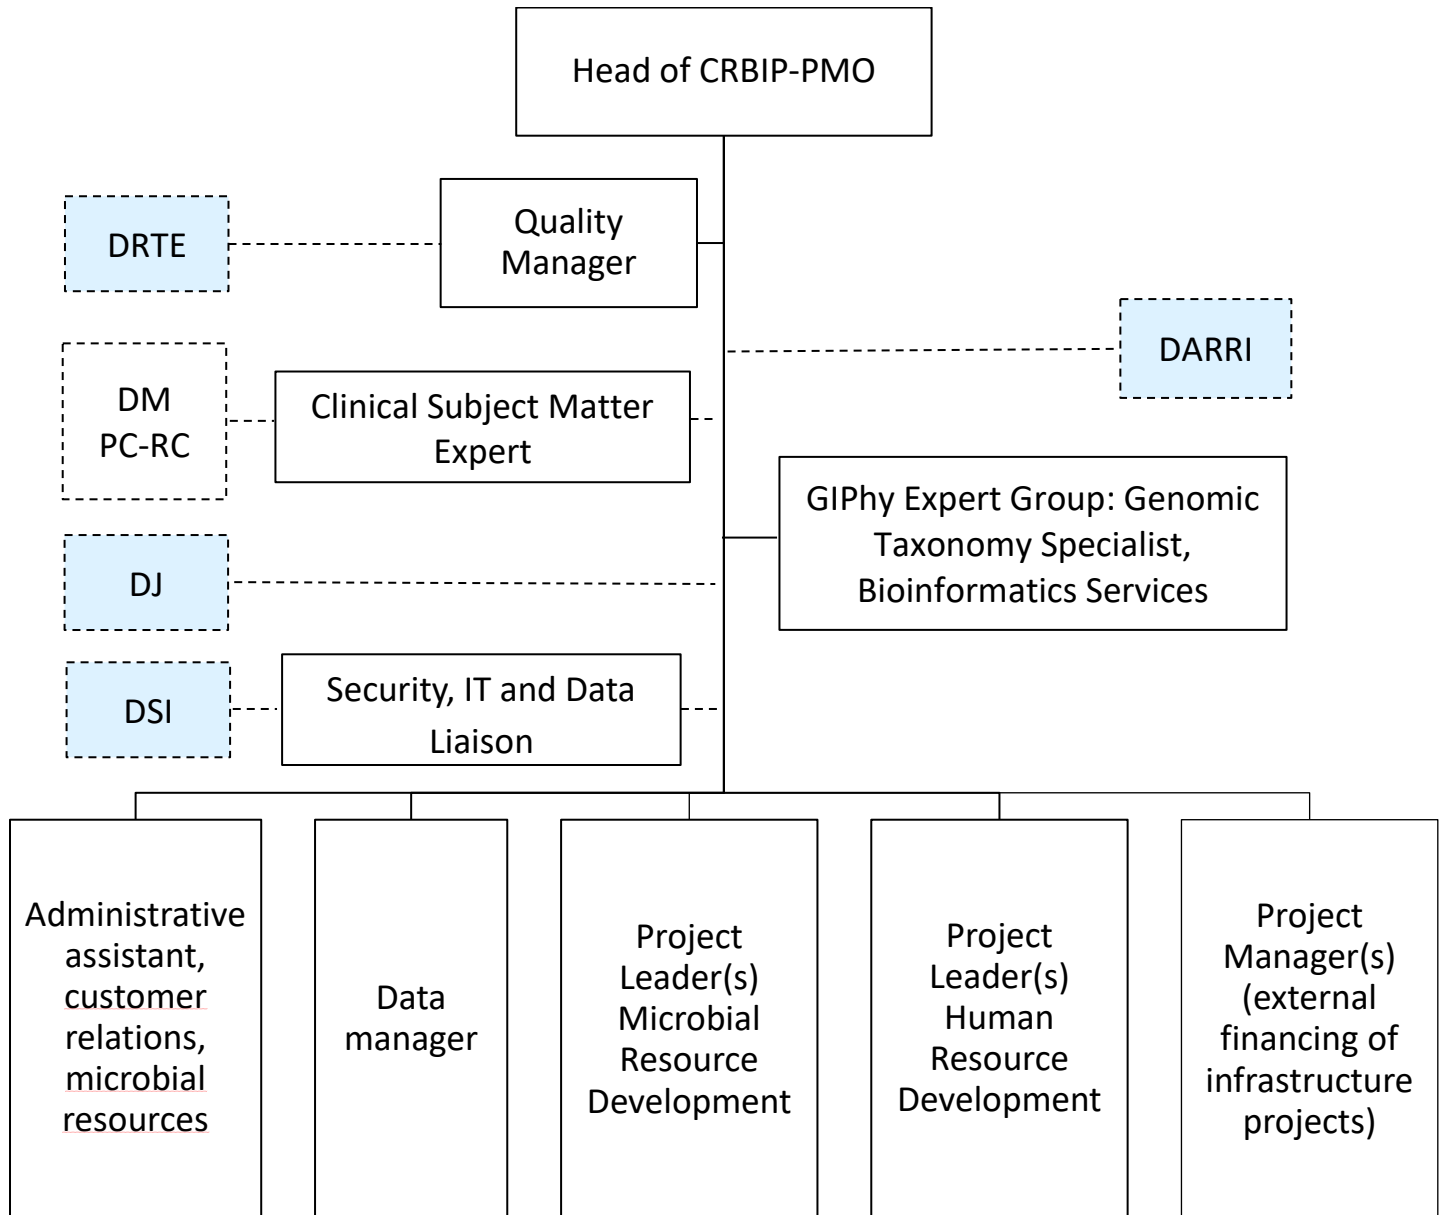 Head of CRBIP-PMO
Quality
Manager
DRTE
DARRI
DM
PC-RC
Clinical Subject Matter
Expert
GIPhy Expert Group: Genomic
Taxonomy Specialist,
Bioinformatics Services
DJ
DSI
Security, IT and Data
Liaison
Administrative
assistant,
customer
relations,
microbial
resources
Data
manager
Project
Leader(s)
Microbial
Resource
Development
Project
Leader(s)
Human
Resource
Development
Project
Manager(s)
(external
financing of
infrastructure
projects)